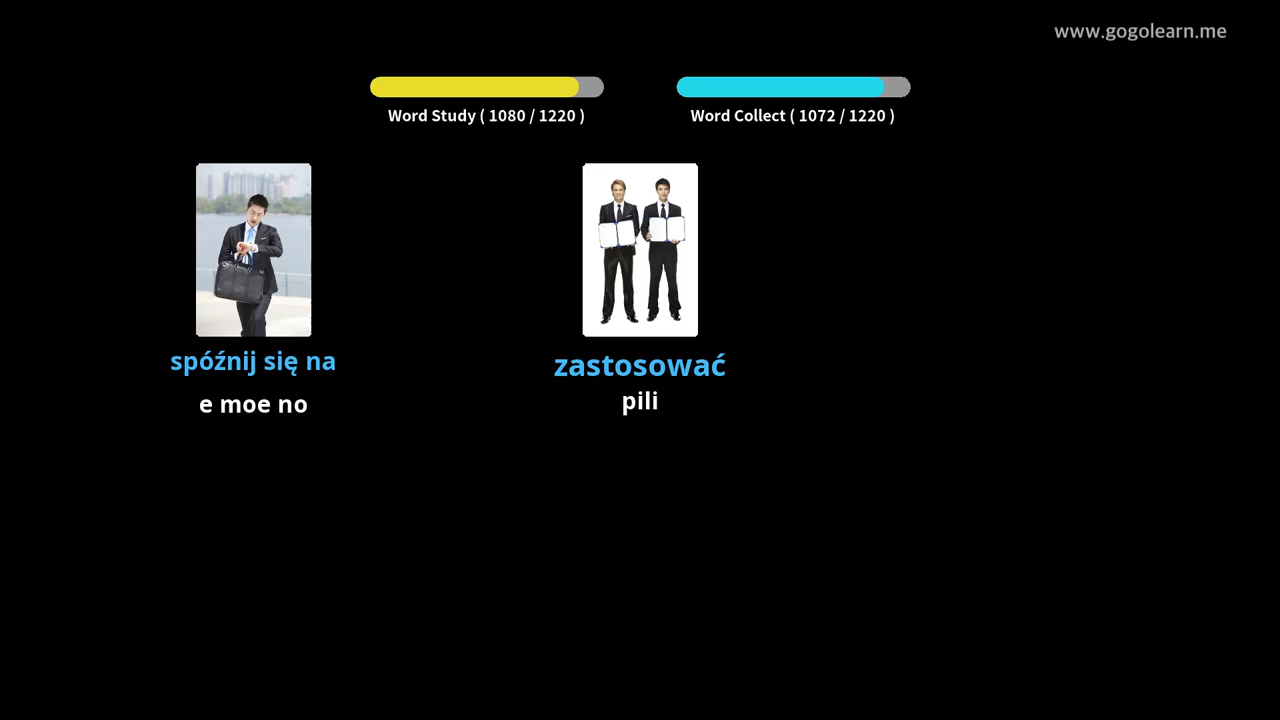 www.gogolearn.me
Word Study ( 1080 / 1220 )
Word Collect ( 1072 / 1220 )
spóźnij się na
e moe no
zastosować
pili